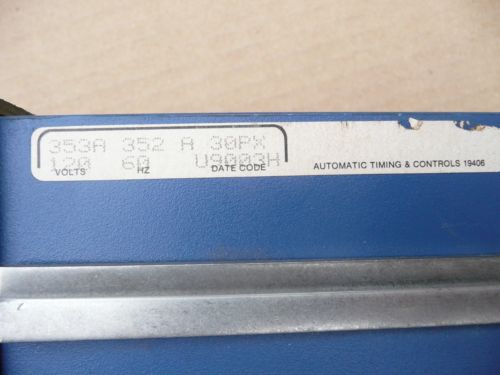 353A 352 A 30PX
120 60 U9003H
VOLTS HZ DATE CODE
AUTOMATIC TIMING & CONTROLS 19406